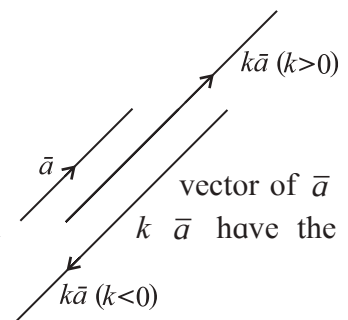 kā (k>0)
ā
vector of ā
k ā have the
kā (k<0)